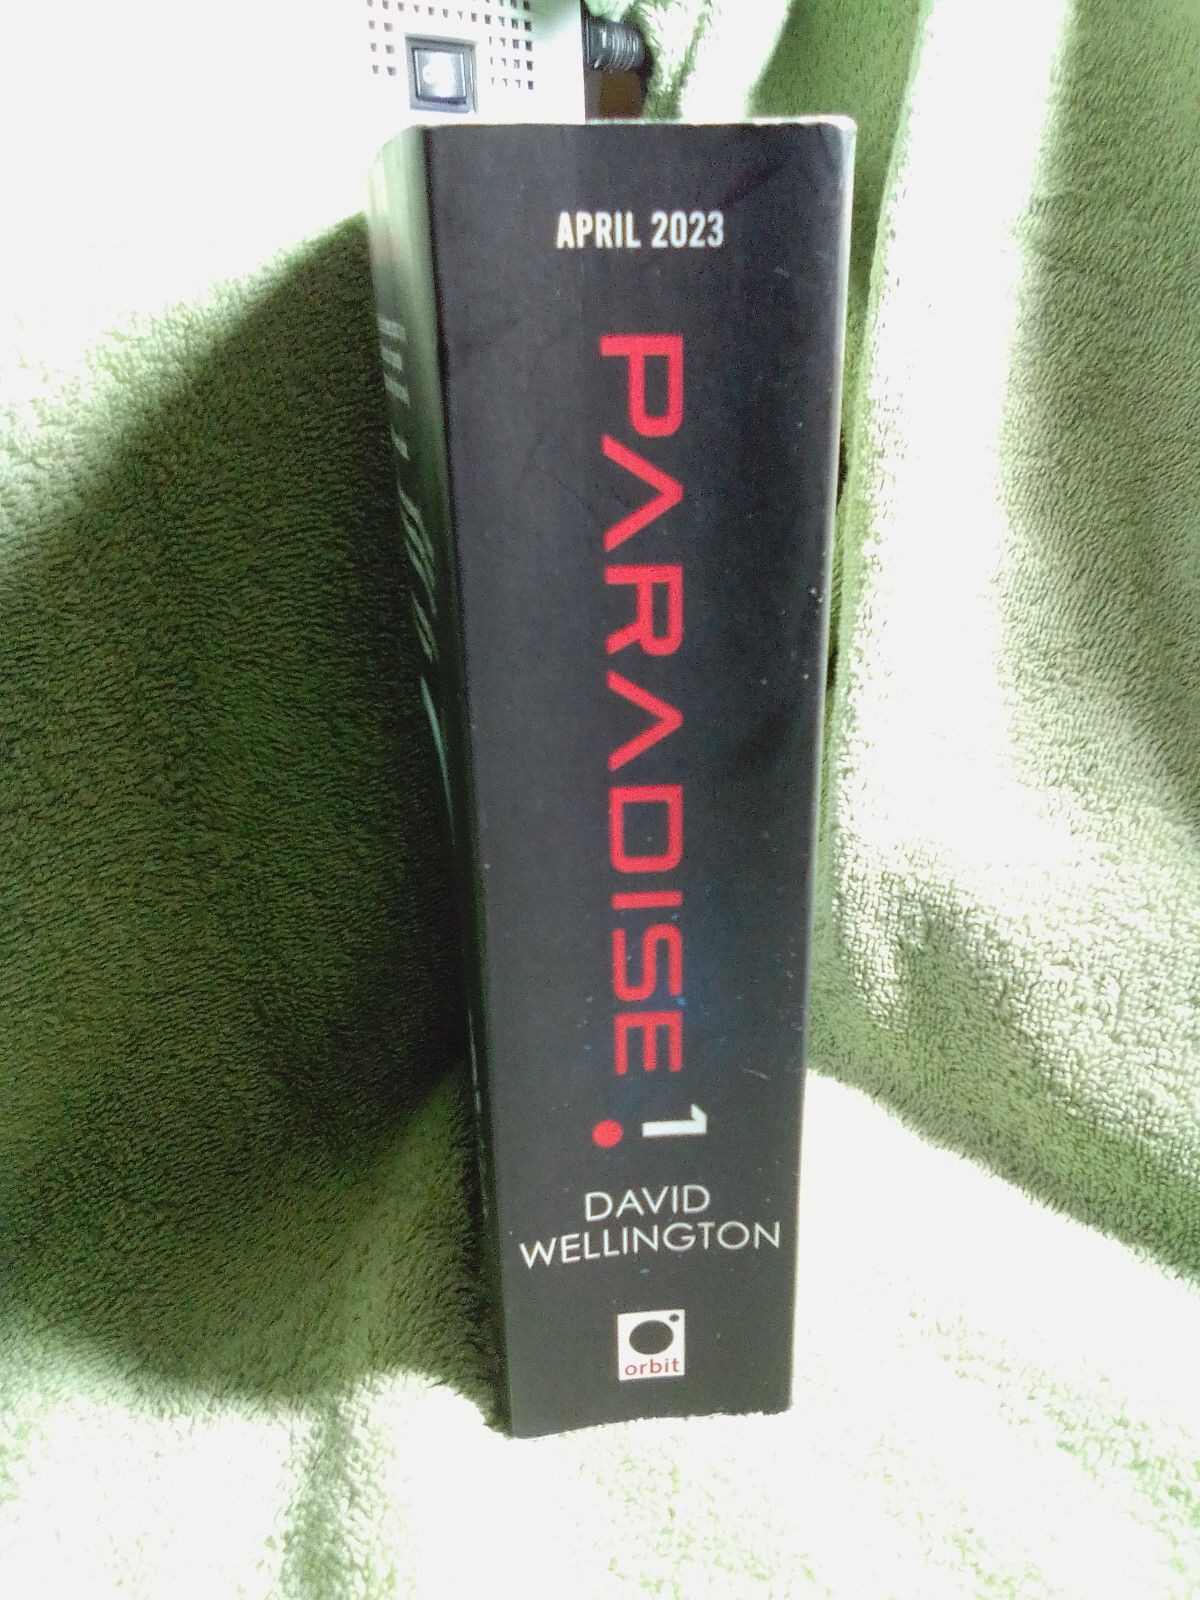 APRIL 2023
PARADISE 1
DAVID
WELLINGTON
orbit